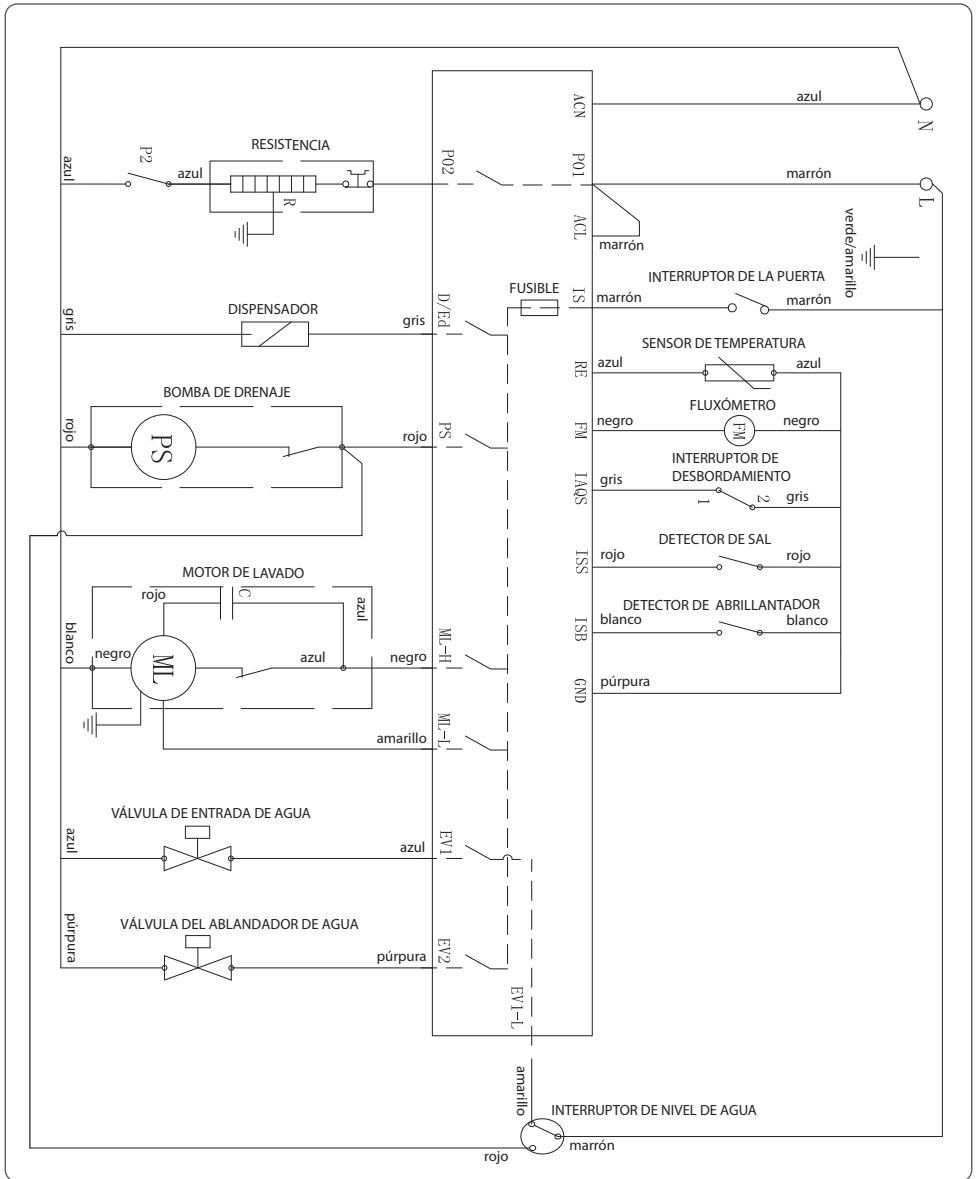 ACN
azul
N
RESISTENCIA
P2
azul
azul
P02
P01
marrón
L
R
ACL
marrón
verde/amarillo
INTERRUPTOR DE LA PUERTA
FUSIBLE
IS
marrón
marrón
D/Ed
DISPENSADOR
gris
gris
SENSOR DE TEMPERATURA
RE
azul
azul
BOMBA DE DRENAJE
FLUXÓMETRO
rojo
PS
rojo
PS
FM
negro
FM
negro
INTERRUPTOR DE
DESBORDAMIENTO
IAQS
gris
1
2
gris
DETECTOR DE SAL
ISS
rojo
rojo
MOTOR DE LAVADO
rojo
C
azul
DETECTOR DE ABRILLANTADOR
ISB
blanco
blanco
blanco
negro
ML
azul
negro
ML-H
GND
púrpura
amarillo
ML-L
VÁLVULA DE ENTRADA DE AGUA
azul
azul
EV1
VÁLVULA DEL ABLANDADOR DE AGUA
púrpura
púrpura
EV2
EV1-L
amarillo
INTERRUPTOR DE NIVEL DE AGUA
marrón
rojo